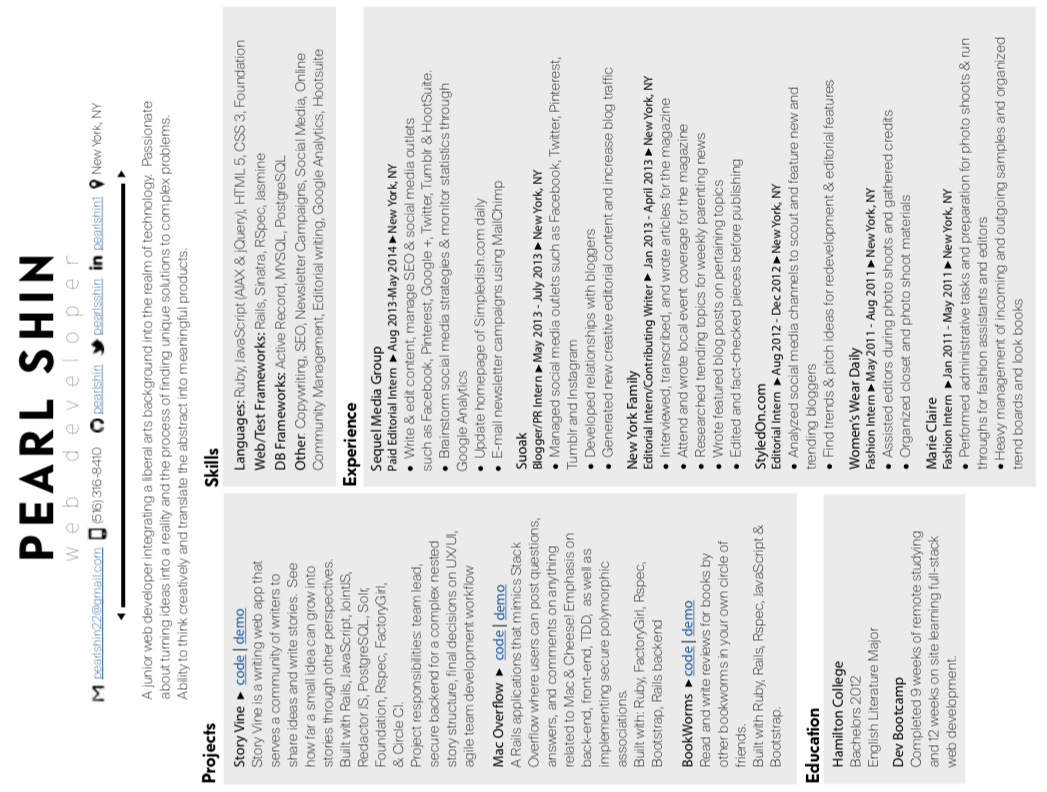 PEARL SHIN
web developer
pearlshin22@gmail.com (516) 316-8410 pearlshin pearlsshin in pearlshin1 New York, NY
A junior web developer integrating a liberal arts background into the realm of technology. Passionate
about turning ideas into a reality and the process of finding unique solutions to complex problems.
Ability to think creatively and translate the abstract into meaningful products.
Projects
Story Vine ► code | demo
Story Vine is a writing web app that
serves a community of writers to
share ideas and write stories. See
how far a small idea can grow into
stories through other perspectives.
Built with Rails, JavaScript, JointJS,
Redactor JS, PostgreSQL, Solr,
Foundation, Rspec, FactoryGirl,
& Circle CI.
Project responsibilities: team lead,
secure backend for a complex nested
story structure, final decisions on UX/UI,
agile team development workflow
Mac Overflow ► code | demo
A Rails applications that mimics Stack
Overflow where users can post questions,
answers, and comments on anything
related to Mac & Cheese! Emphasis on
back-end, front-end, TDD, as well as
implementing secure polymorphic
associations.
Built with: Ruby, FactoryGirl, Rspec,
Bootstrap, Rails backend
BookWorms ► code | demo
Read and write reviews for books by
other bookworms in your own circle of
friends.
Built with Ruby, Rails, Rspec, JavaScript &
Bootstrap.
Education
Hamilton College
Bachelors 2012
English Literature Major
Dev Bootcamp
Completed 9 weeks of remote studying
and 12 weeks on site learning full-stack
web development.
Skills
Languages: Ruby, JavaScript (AJAX & jQuery), HTML 5, CSS 3, Foundation
Web/Test Frameworks: Rails, Sinatra, RSpec, Jasmine
DB Frameworks: Active Record, MYSQL, PostgreSQL
Other: Copywriting, SEO, Newsletter Campaigns, Social Media, Online
Community Management, Editorial writing, Google Analytics, Hootsuite
Experience
Sequel Media Group
Paid Editorial Intern ► Aug 2013-May 2014 ► New York, NY
• Write & edit content, manage SEO & social media outlets
such as Facebook, Pinterest, Google +, Twitter, Tumblr & HootSuite.
• Brainstorm social media strategies & monitor statistics through
Google Analytics
• Update homepage of Simpledish.com daily
• E-mail newsletter campaigns using MailChimp
Suoak
Blogger/PR Intern ► May 2013 - July 2013 ► New York, NY
• Managed social media outlets such as Facebook, Twitter, Pinterest,
Tumblr and Instagram
• Developed relationships with bloggers
• Generated new creative editorial content and increase blog traffic
New York Family
Editorial Intern/Contributing Writer ► Jan 2013 - April 2013 ► New York, NY
• Interviewed, transcribed, and wrote articles for the magazine
• Attend and wrote local event coverage for the magazine
• Researched trending topics for weekly parenting news
• Wrote featured blog posts on pertaining topics
• Edited and fact-checked pieces before publishing
StyledOn.com
Fashion Intern ► Aug 2012 - Dec 2012 ► New York, NY
• Analyzed social media channels to scout and feature new and
trending bloggers
• Find trends & pitch ideas for redevelopment & editorial features
Women's Wear Daily
Fashion Intern ► May 2011 - Aug 2011 ► New York, NY
• Assisted editors during photo shoots and gathered credits
• Organized closet and photo shoot materials
Marie Claire
Fashion Intern ► Jan 2011 - May 2011 ► New York, NY
• Performed administrative tasks and preparation for photo shoots & run
throughs for fashion assistants and editors
• Heavy management of incoming and outgoing samples and organized
trend boards and look books